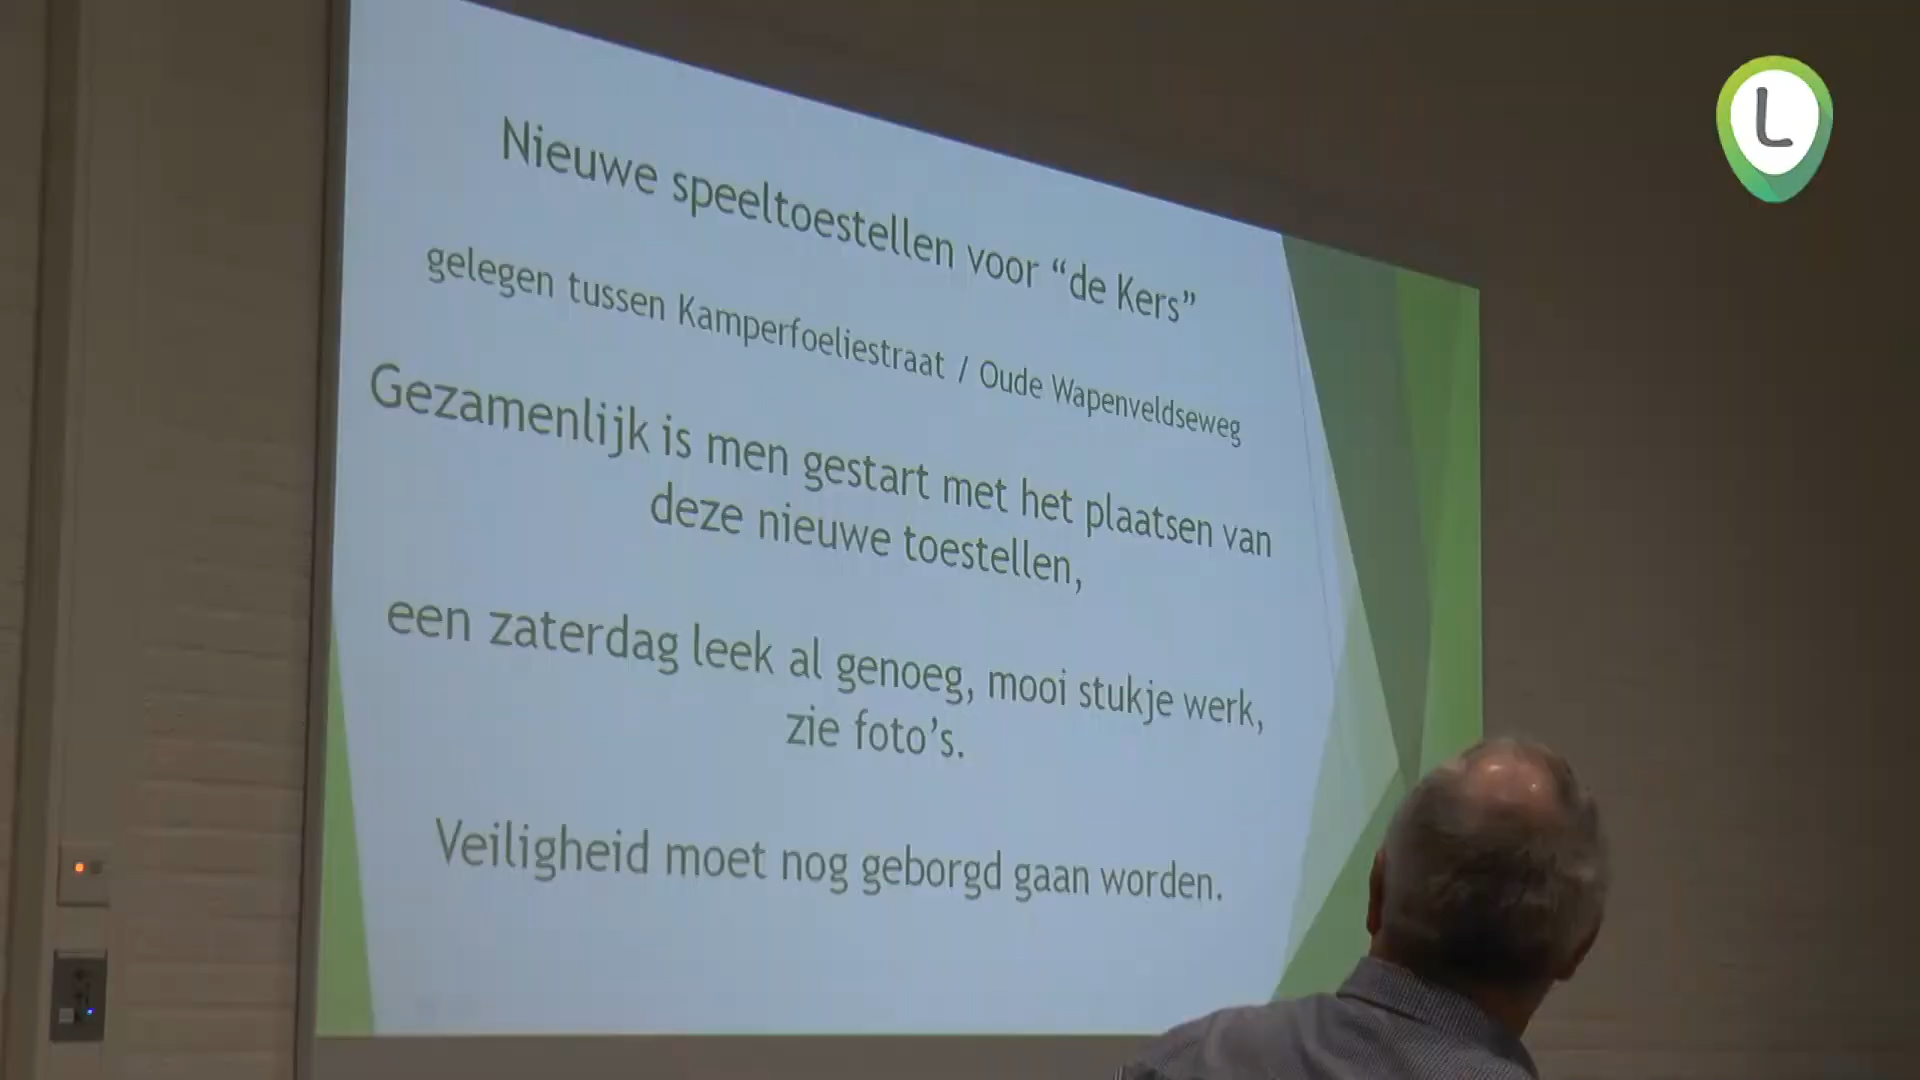 L
Nieuwe speeltoestellen voor “de Kers”
gelegen tussen Kamperfoeliestraat / Oude Wapenveldseweg
Gezamenlijk is men gestart met het plaatsen van
deze nieuwe toestellen,
een zaterdag leek al genoeg, mooi stukje werk,
zie foto’s.
Veiligheid moet nog geborgd gaan worden.